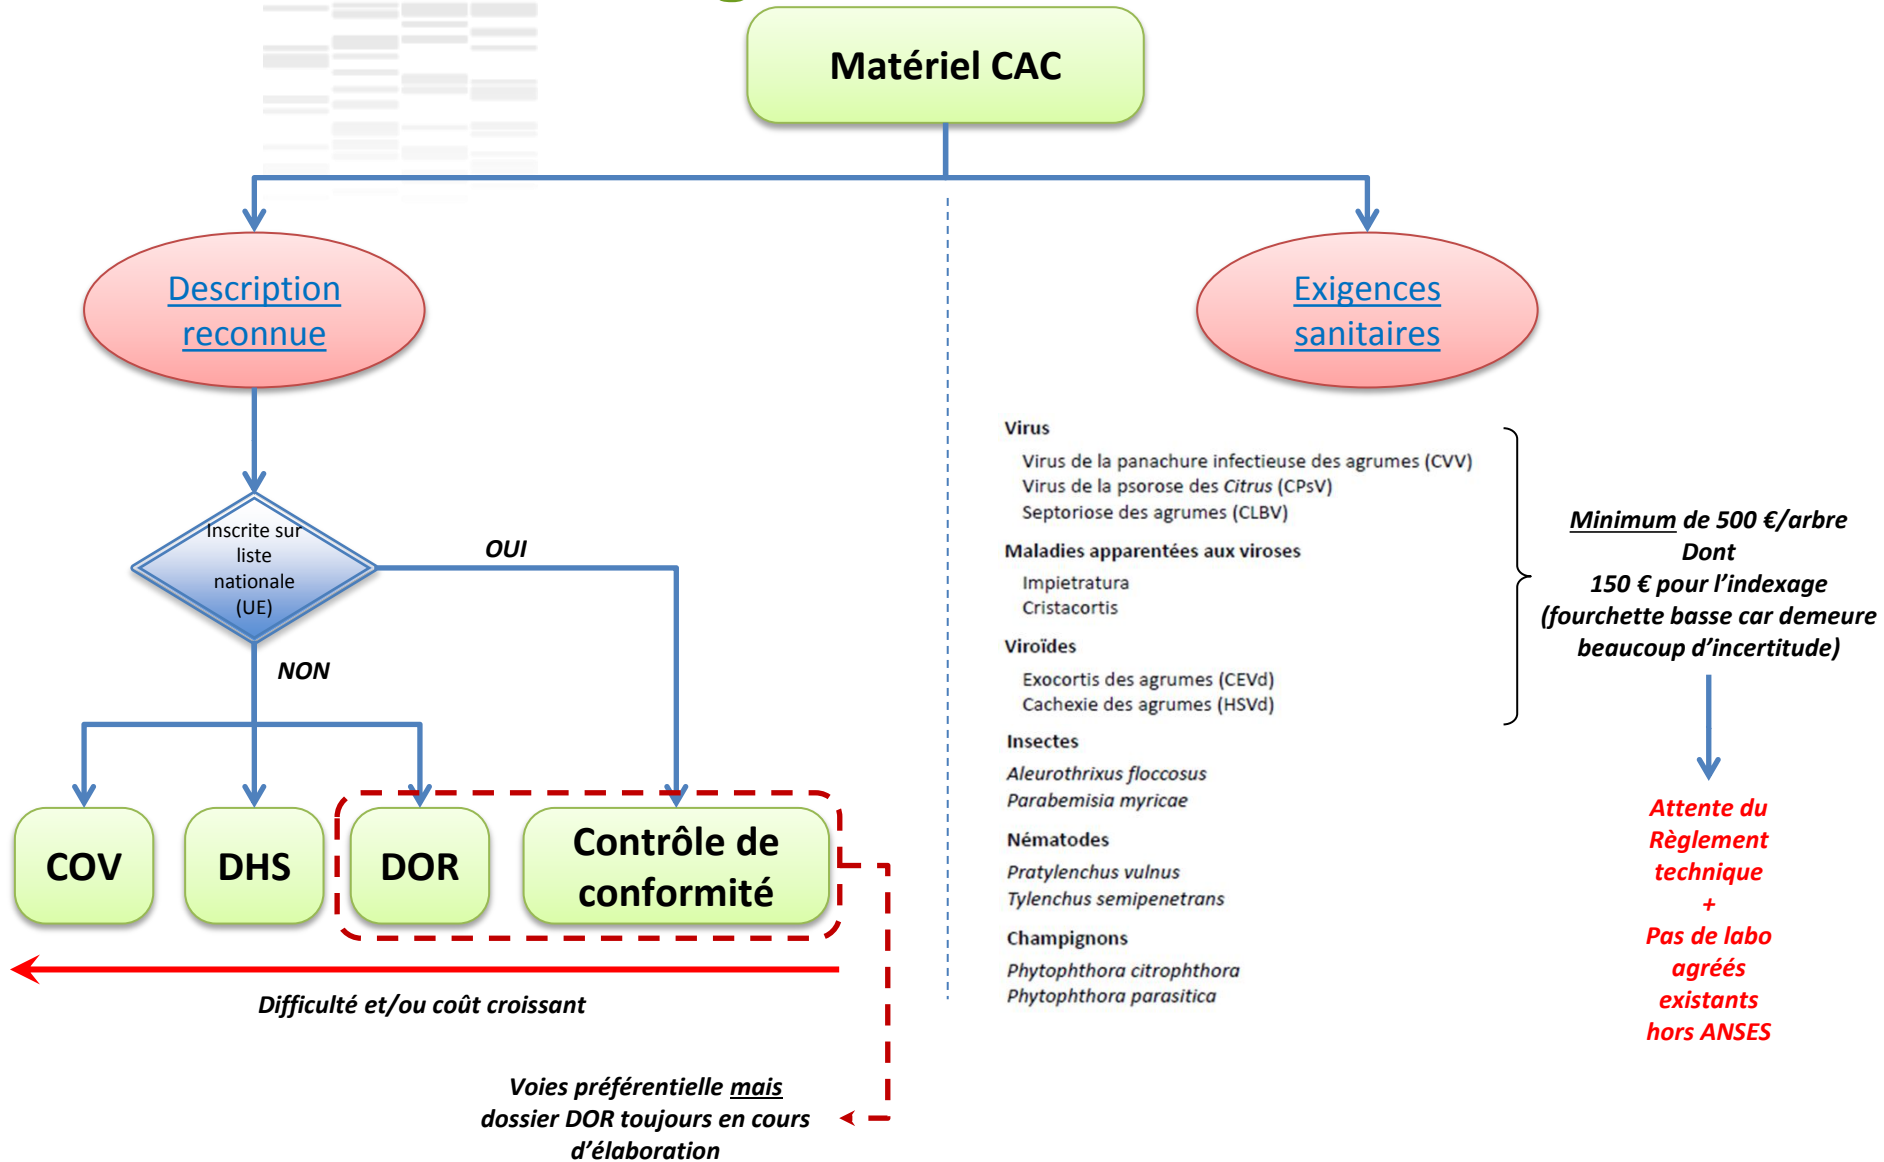 Matériel CAC
Description
reconnue
Exigences
sanitaires
Inscrite sur
liste
nationale
(UE)
OUI
NON
COV
DHS
DOR
Contrôle de
conformité
Difficulté et/ou coût croissant
Voies préférentielle mais
dossier DOR toujours en cours
d'élaboration
Virus
Virus de la panachure infectieuse des agrumes (CVV)
Virus de la psorose des Citrus (CPsV)
Septoriose des agrumes (CLBV)
Maladies apparentées aux viroses
Impietratura
Cristacortis
Viroïdes
Exocortis des agrumes (CEVd)
Cachexie des agrumes (HSVd)
Insectes
Aleurothrixus floccosus
Parabemisia myricae
Nématodes
Pratylenchus vulnus
Tylenchus semipenetrans
Champignons
Phytophthora citrophthora
Phytophthora parasitica
Minimum de 500 €/arbre
Dont
150 € pour l'indexage
(fourchette basse car demeure
beaucoup d'incertitude)
Attente du
Règlement
technique
+
Pas de labo
agréés
existants
hors ANSES